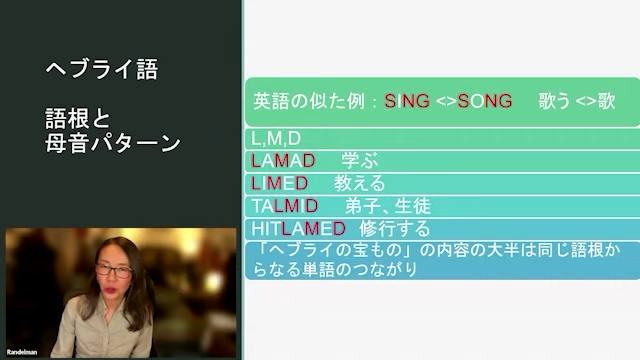 ヘブライ語
語根と
母音パターン
英語の似た例：SING <>SONG 歌う <>歌
L,M,D
LAMAD 学ぶ
LIMED 教える
TALMID 弟子、生徒
HITLAMED 修行する
「ヘブライの宝もの」の内容の大半は同じ語根か
らなる単語のつながり
Randelman